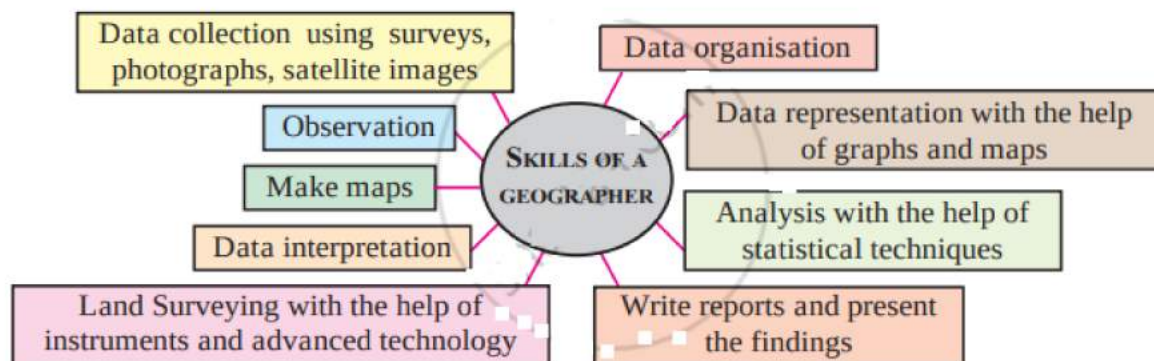 Data collection using surveys,
photographs, satellite images
Data organisation
Observation
Data representation with the help
of graphs and maps
SKILLS OF A
GEOGRAPHER
Make maps
Analysis with the help of
statistical techniques
Data interpretation
Land Surveying with the help of
instruments and advanced technology
Write reports and present
the findings